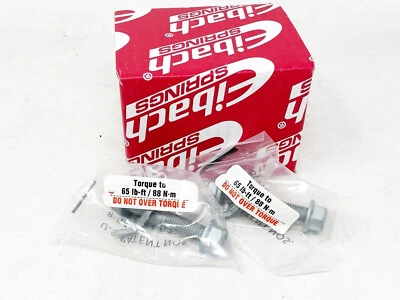 Eibach
SPRINGS
Eibach
SPRINGS
Eibach
SPRINGS
Torque to
65 lb-ft / 88 N·m
DO NOT OVER TORQUE
Torque to
65 lb-ft / 88 N·m
DO NOT OVER TORQUE